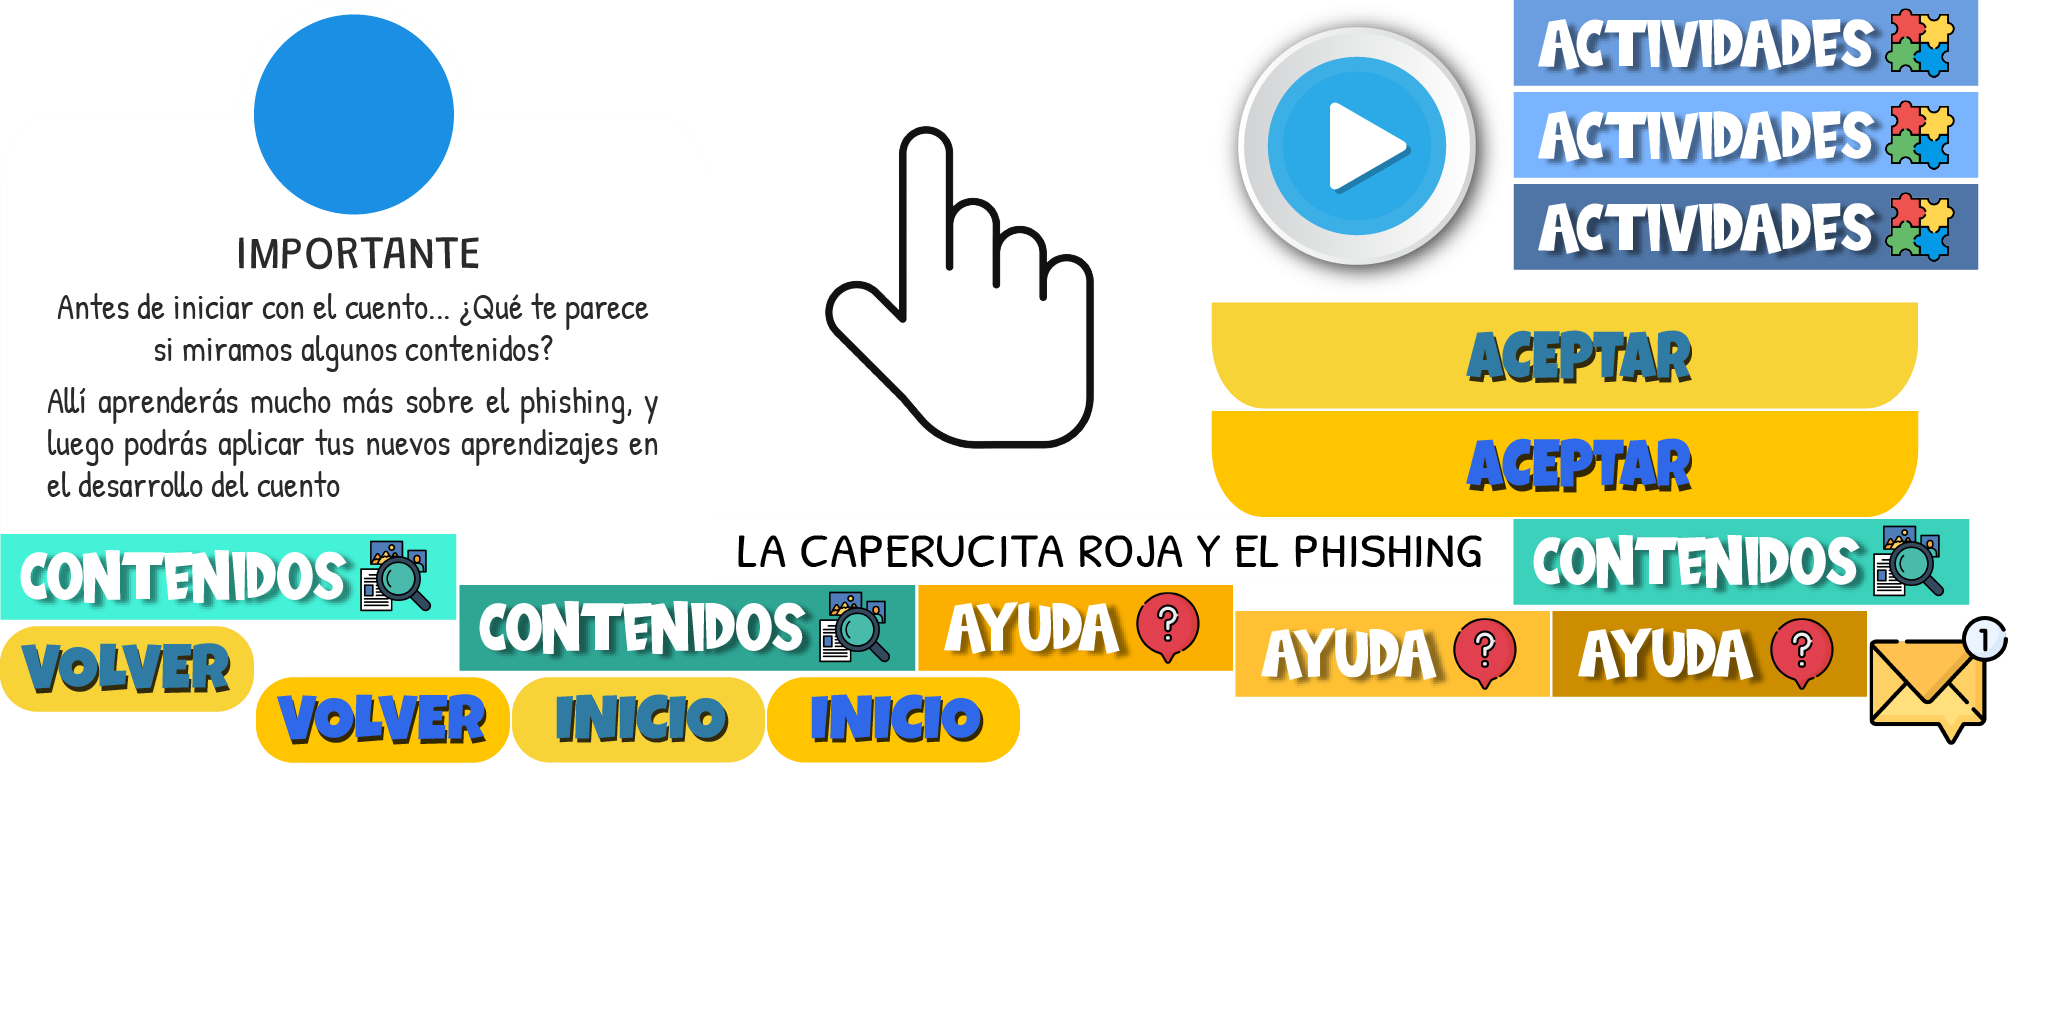 ACTIVIDADES
ACTIVIDADES
ACTIVIDADES
IMPORTANTE
Antes de iniciar con el cuento... ¿Qué te parece
si miramos algunos contenidos?
Allí aprenderás mucho más sobre el phishing, y
luego podrás aplicar tus nuevos aprendizajes en
el desarrollo del cuento
ACEPTAR
ACEPTAR
LA CAPERUCITA ROJA Y EL PHISHING
CONTENIDOS
CONTENIDOS
CONTENIDOS
AYUDA ?
AYUDA ?
AYUDA ?
1
VOLVER
VOLVER
INICIO
INICIO